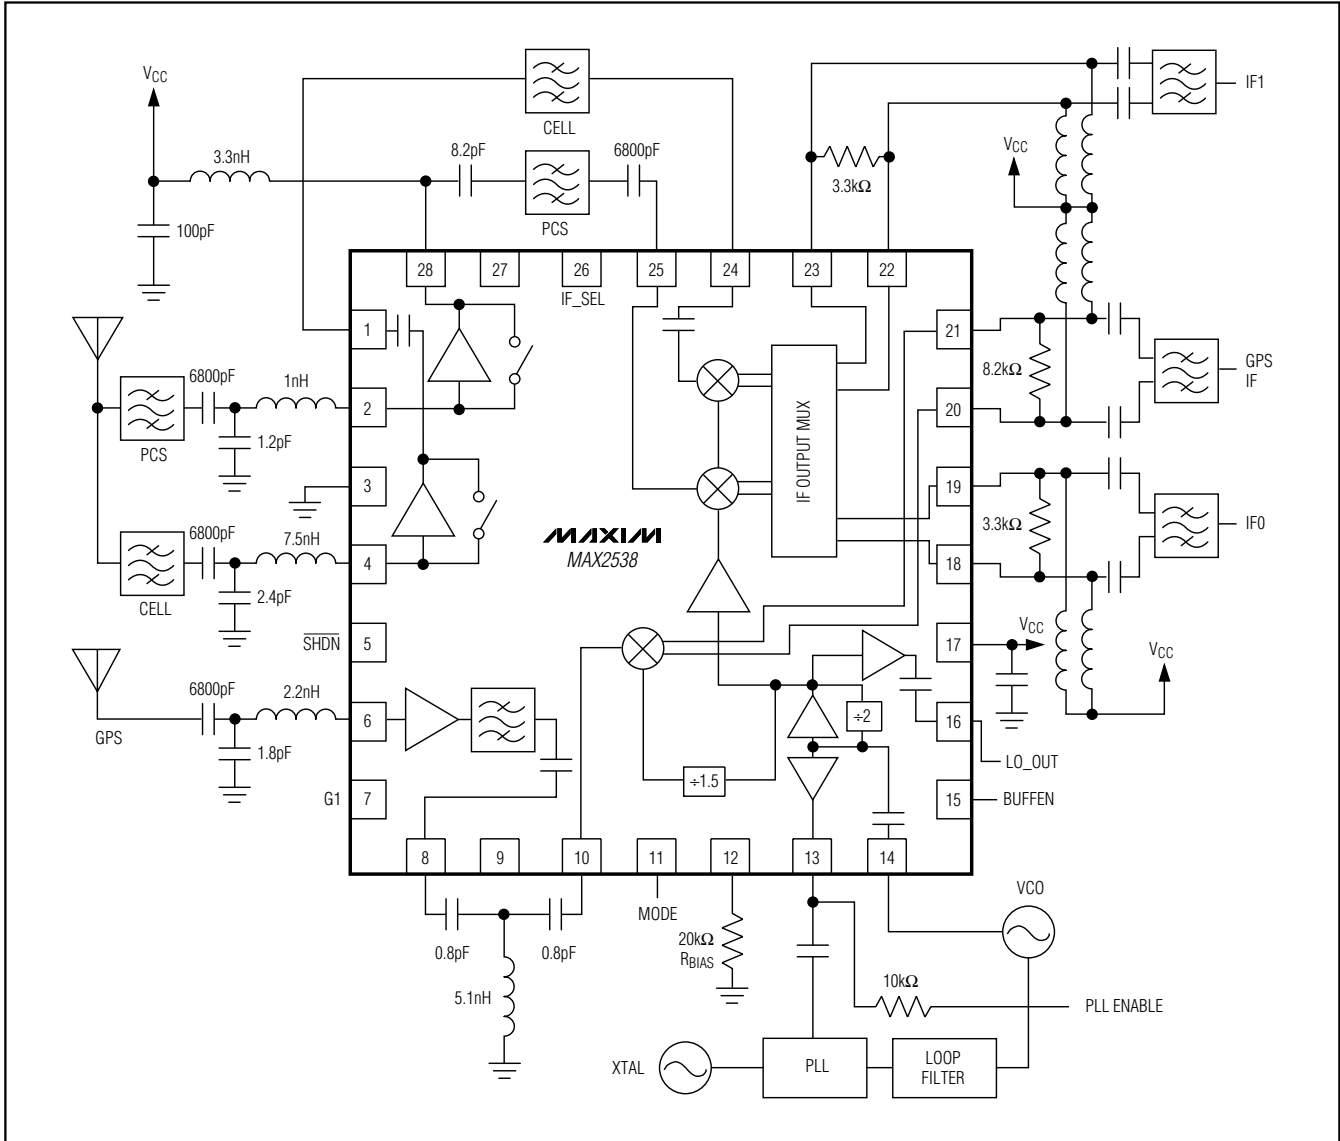 VCC
CELL
3.3nH
8.2pF
6800pF
PCS
100pF
IF1
VCC
3.3kΩ
28
27
26
25
24
23
22
IF_SEL
1
2
3
4
5
6
7
6800pF
1nH
PCS
1.2pF
6800pF
7.5nH
CELL
2.4pF
SHDN
6800pF
2.2nH
GPS
1.8pF
G1
MAXIM
MAX2538
IF OUTPUT MUX
÷2
÷1.5
21
20
19
18
17
16
15
8.2kΩ
GPS
IF
3.3kΩ
IF0
VCC
VCC
LO_OUT
BUFFEN
8
9
10
11
12
13
14
0.8pF
0.8pF
5.1nH
MODE
20kΩ
RBIAS
VCO
10kΩ
PLL ENABLE
XTAL
PLL
LOOP
FILTER